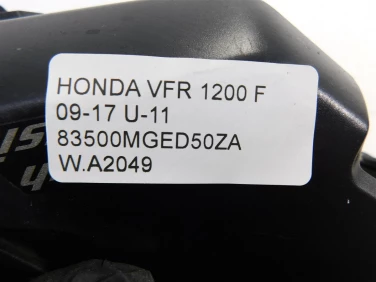 HONDA VFR 1200 F
09-17 U-11
83500MGED50ZA
W.A2049